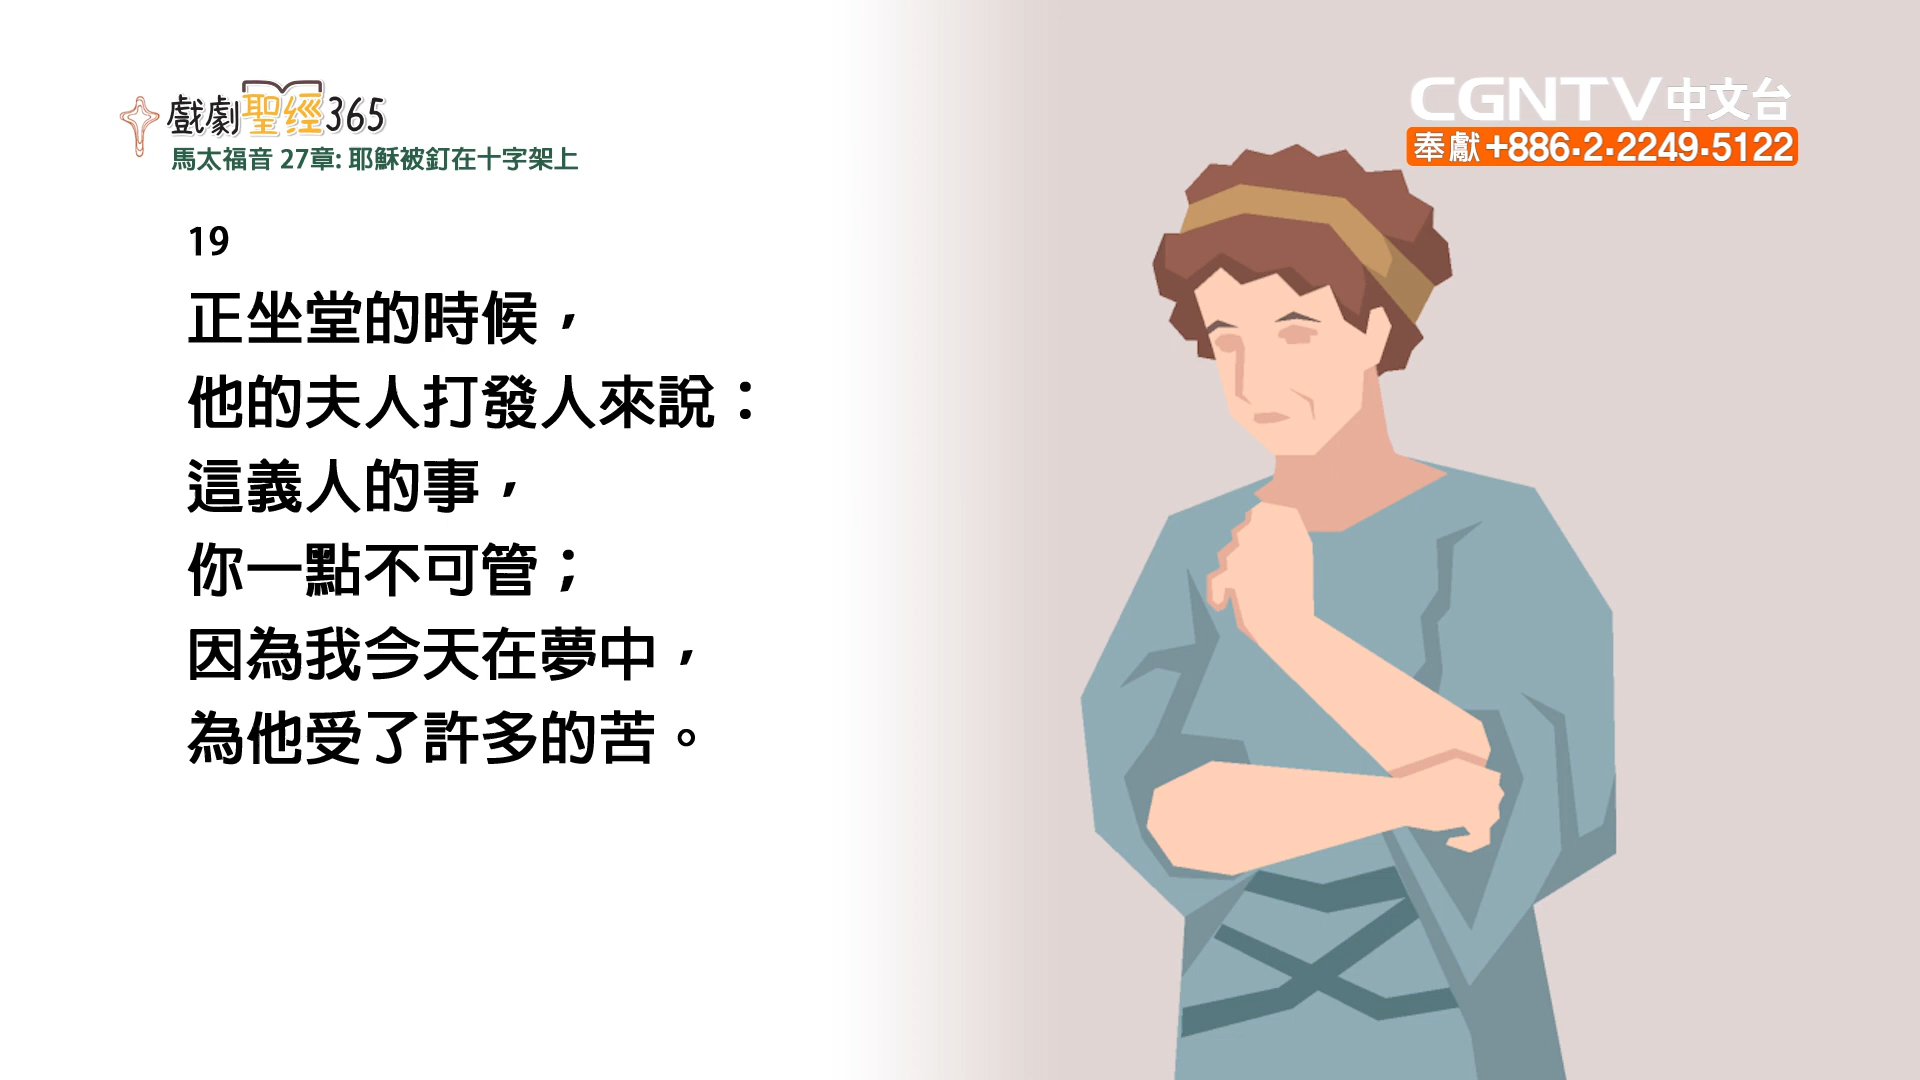 戲劇聖經365
馬太福音 27章: 耶穌被釘在十字架上
CGNTV中文台
奉獻 +886·2·2249·5122
19
正坐堂的時候，
他的夫人打發人來說：
這義人的事，
你一點不可管；
因為我今天在夢中，
為他受了許多的苦。